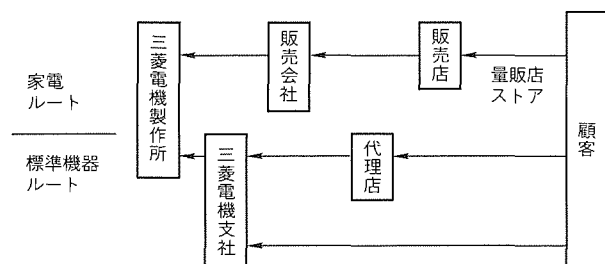 家電
ルート
標準機器
ルート
三菱電機製作所
三菱電機支社
販売会社
代理店
販売店
量販店
ストア
顧客